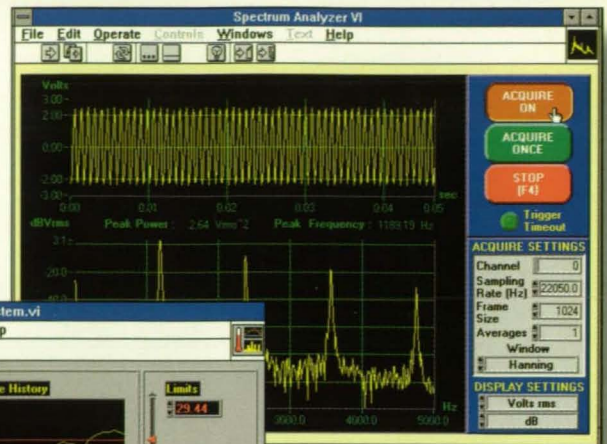 Spectrum Analyzer VI
File Edit Operate Controls Windows Text Help
Volts
3.00
2.00
0.00
-2.00
-3.00
0.00 0.01 0.02 0.03 0.04 0.05
sec
dBVrms Peak Power: 2.64 Vrms^2 Peak Frequency: 1189.19 Hz
3.1
-20.0
3000.0 4000.0 5000.0
Hz
ACQUIRE
ON
ACQUIRE
ONCE
STOP
(F4)
Trigger
Timeout
ACQUIRE SETTINGS
Channel 0
Sampling
Rate (Hz) 22050.0
Frame
Size 1024
Averages 1
Window
Hanning
DISPLAY SETTINGS
Volts rms
dB
stem.vi
p
e History
Limits
29.44